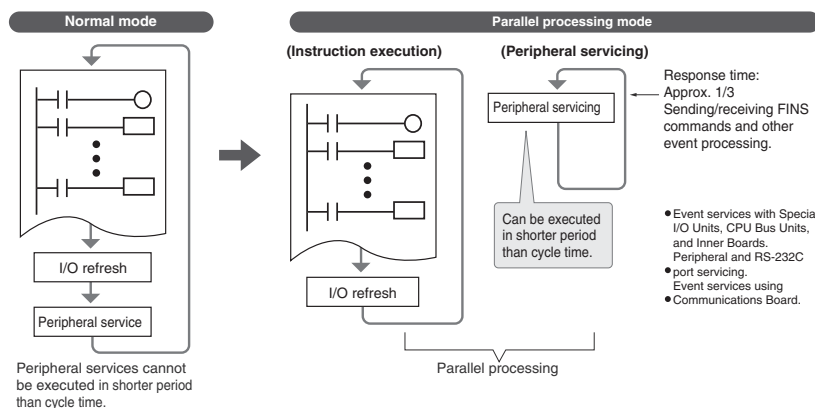 Normal mode
Parallel processing mode
(Instruction execution)
(Peripheral servicing)
Peripheral servicing
Response time:
Approx. 1/3
Sending/receiving FINS
commands and other
event processing.
Can be executed
in shorter period
than cycle time.
I/O refresh
Peripheral service
I/O refresh
Parallel processing
Peripheral services cannot
be executed in shorter period
than cycle time.
• Event services with Specia
I/O Units, CPU Bus Units,
and Inner Boards.
Peripheral and RS-232C
• port servicing.
Event services using
• Communications Board.